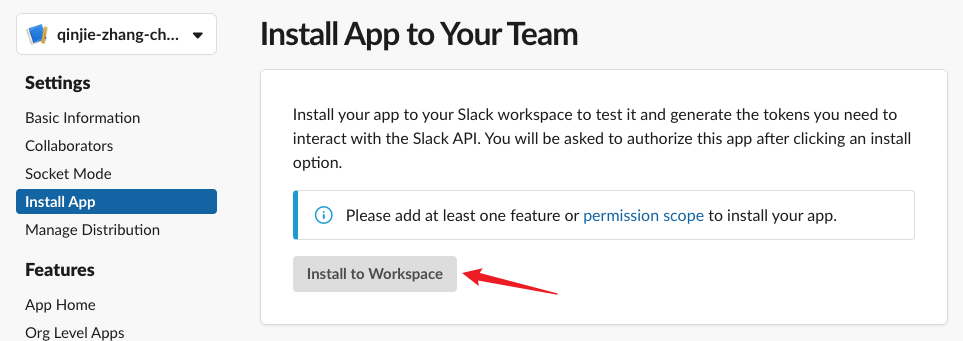 qinjie-zhang-ch...
Settings
Basic Information
Collaborators
Socket Mode
Install App
Manage Distribution
Features
App Home
Org Level Apps
Install App to Your Team
Install your app to your Slack workspace to test it and generate the tokens you need to
interact with the Slack API. You will be asked to authorize this app after clicking an install
option.
Please add at least one feature or permission scope to install your app.
Install to Workspace